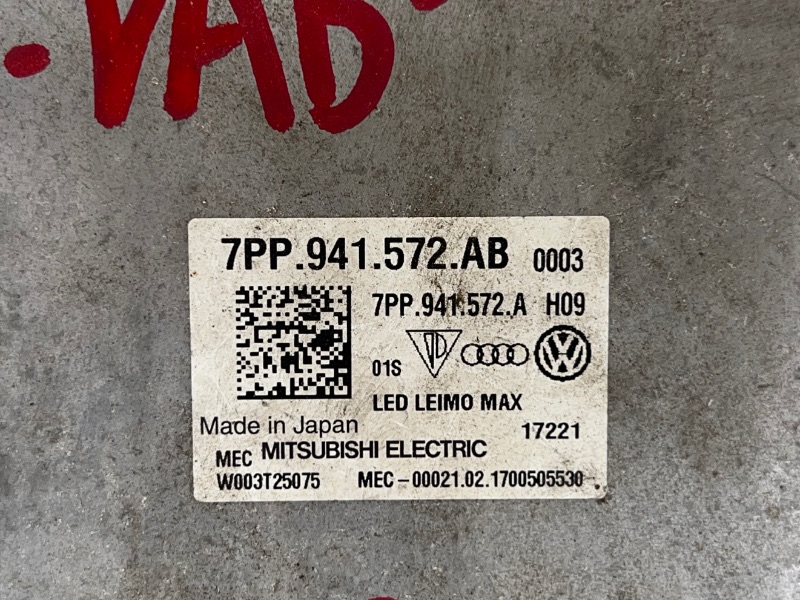 VAD
7PP.941.572.AB 0003
7PP.941.572.A H09
01S
LED LEIMO MAX
Made in Japan 17221
MEC MITSUBISHI ELECTRIC
W003T25075 MEC-00021.02.1700505530